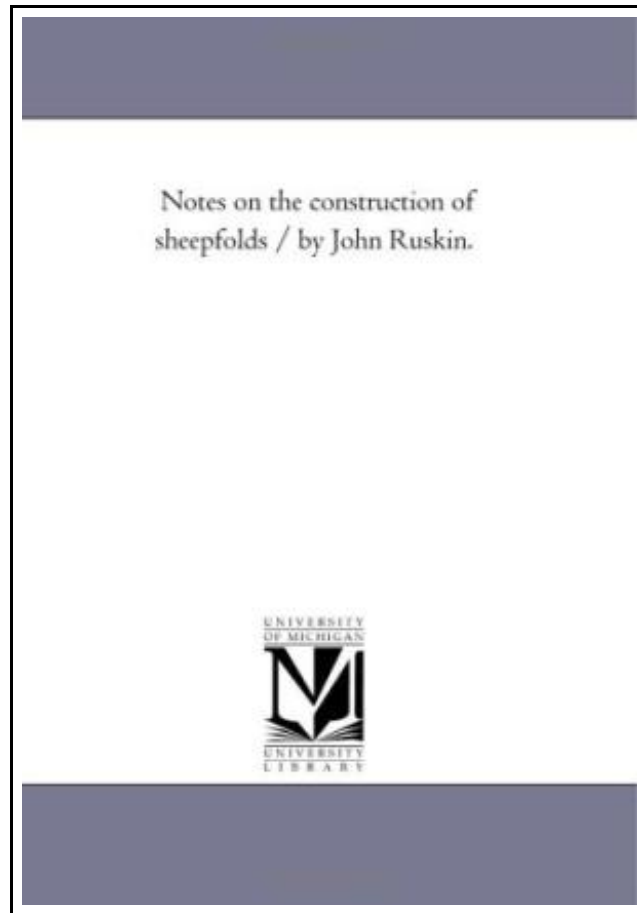 Notes on the construction of
sheepfolds / by John Ruskin.
UNIVERSITY
OF MICHIGAN
UNIVERSITY
LIBRARY